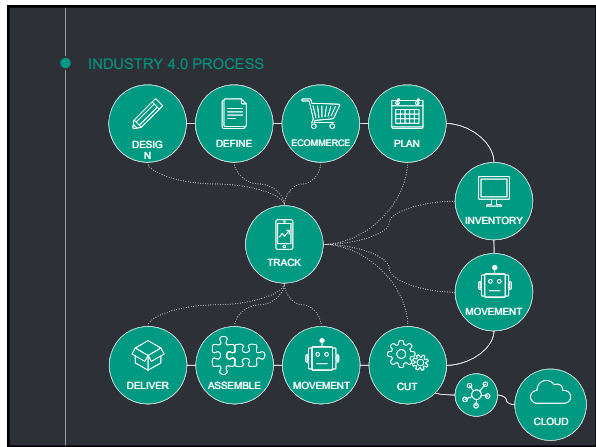 INDUSTRY 4.0 PROCESS
DESIG
N
DEFINE
ECOMMERCE
PLAN
INVENTORY
TRACK
MOVEMENT
DELIVER
ASSEMBLE
MOVEMENT
CUT
CLOUD